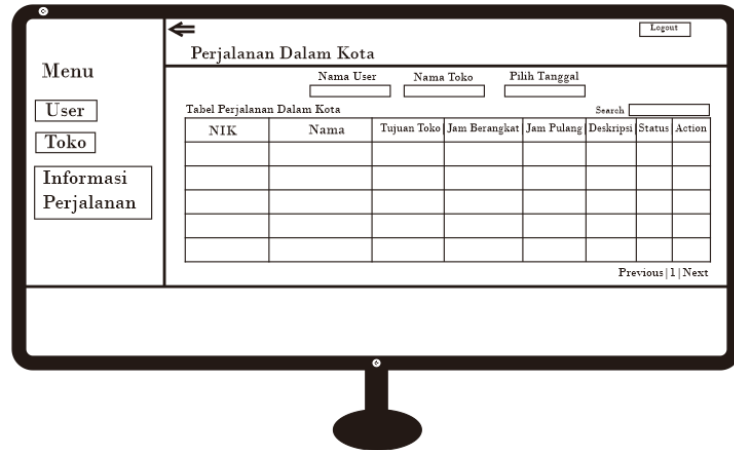 Logout
Perjalanan Dalam Kota
Menu
User
Toko
Informasi
Perjalanan
Nama User Nama Toko Pilih Tanggal
Tabel Perjalanan Dalam Kota Search
NIK Nama Tujuan Toko Jam Berangkat Jam Pulang Deskripsi Status Action
Previous|1|Next